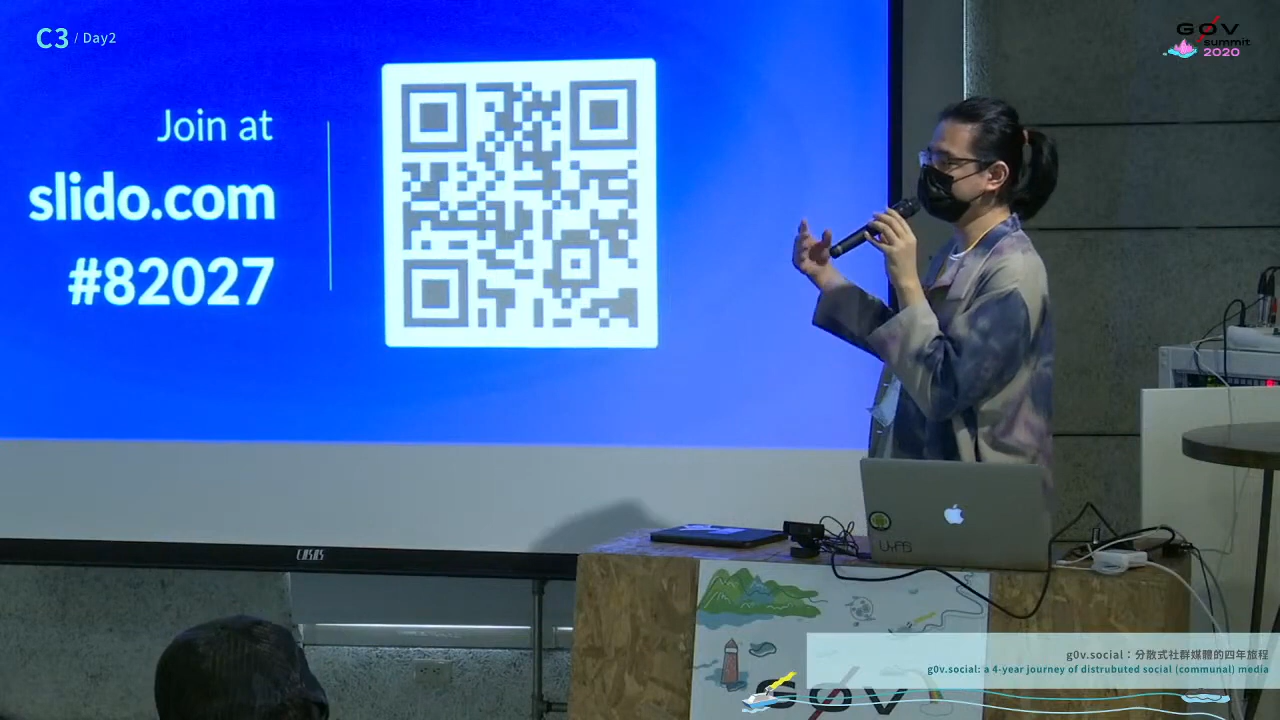 C3 / Day2
g0v
summit
2020
Join at
slido.com
#82027
g0v.social：分散式社群媒體的四年旅程
g0v.social: a 4-year journey of distrubuted social (communal) media
g0v